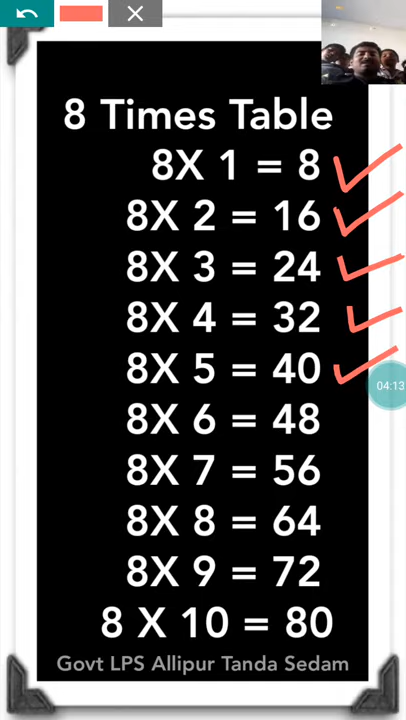 8 Times Table
8X 1 = 8
8X 2 = 16
8X 3 = 24
8X 4 = 32
8X 5 = 40
04:13
8X 6 = 48
8X 7 = 56
8X 8 = 64
8X 9 = 72
8 X 10 = 80
Govt LPS Allipur Tanda Sedam